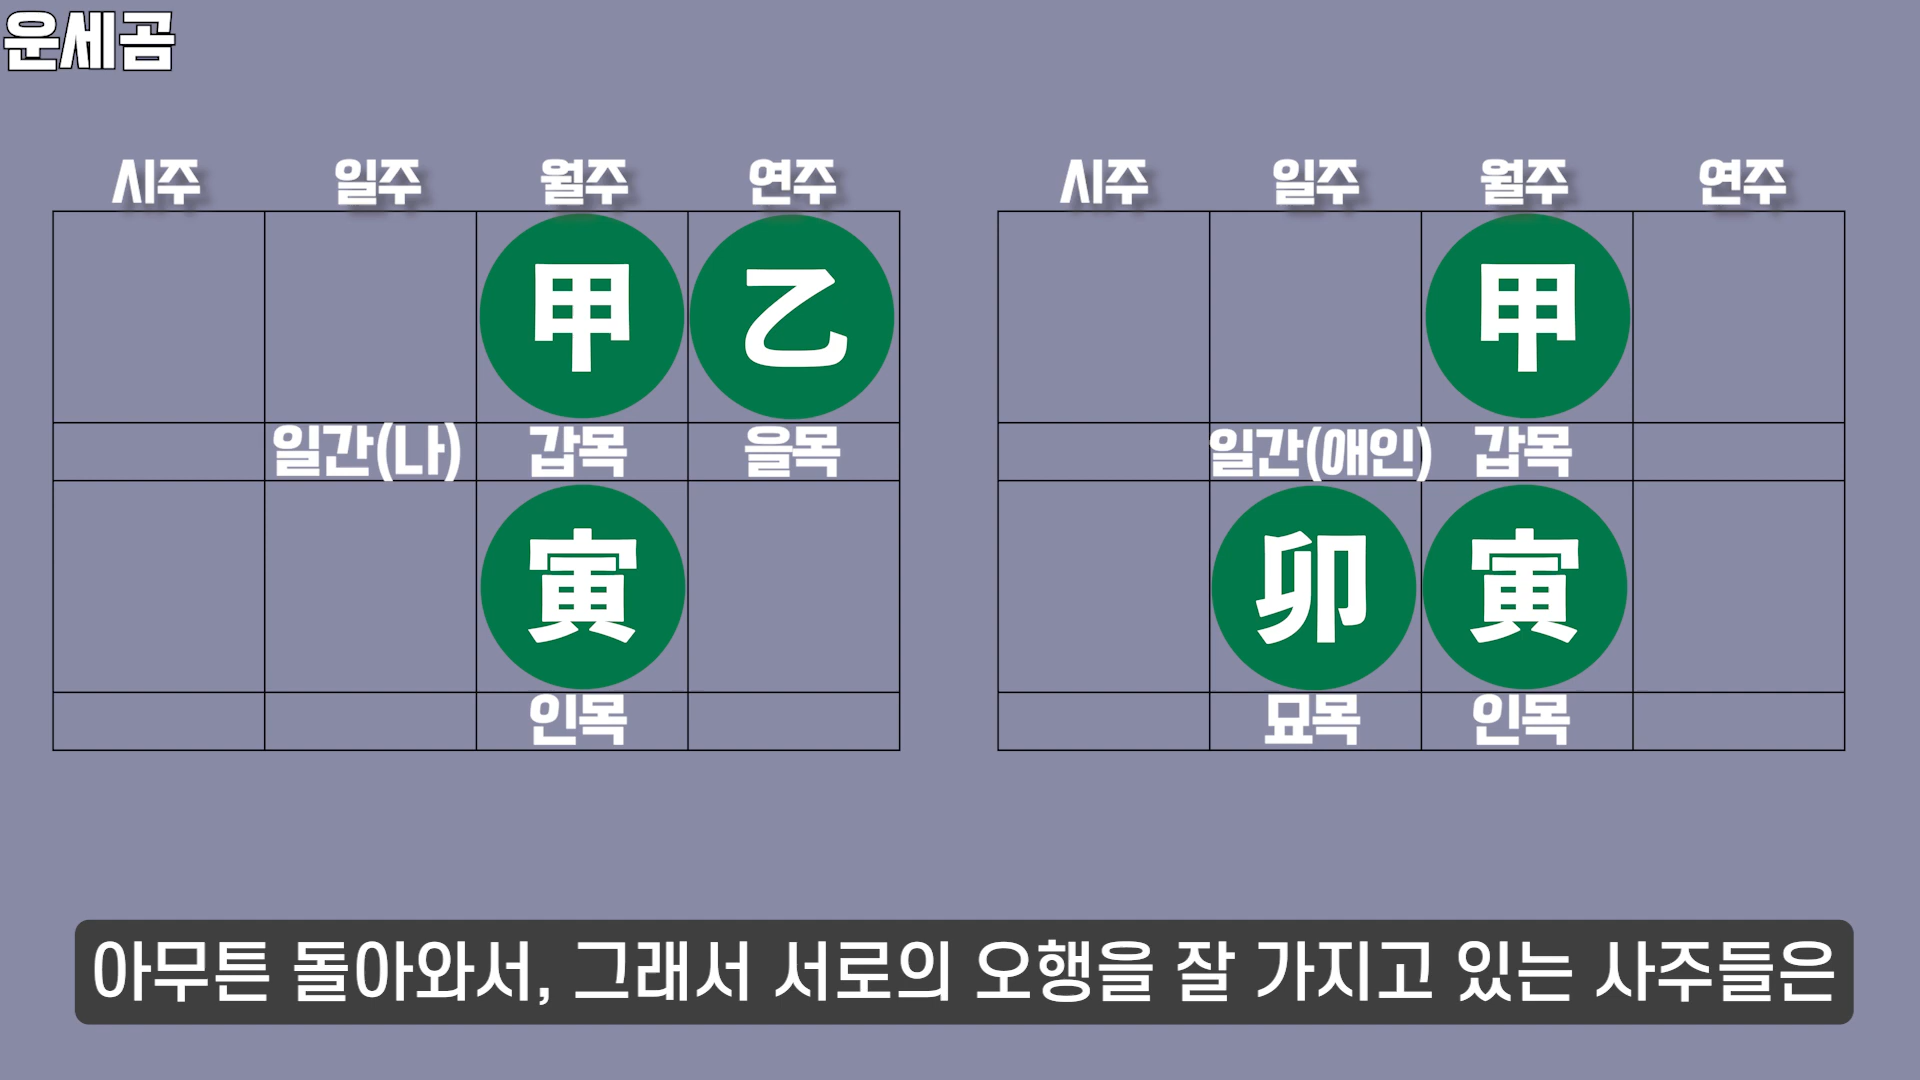 운세곰
시주 일주 월주 연주
甲 乙
일간(나) 갑목 을목
寅
인목
시주 일주 월주 연주
甲
일간(애인) 갑목
卯 寅
묘목 인목
아무튼 돌아와서, 그래서 서로의 오행을 잘 가지고 있는 사주들은